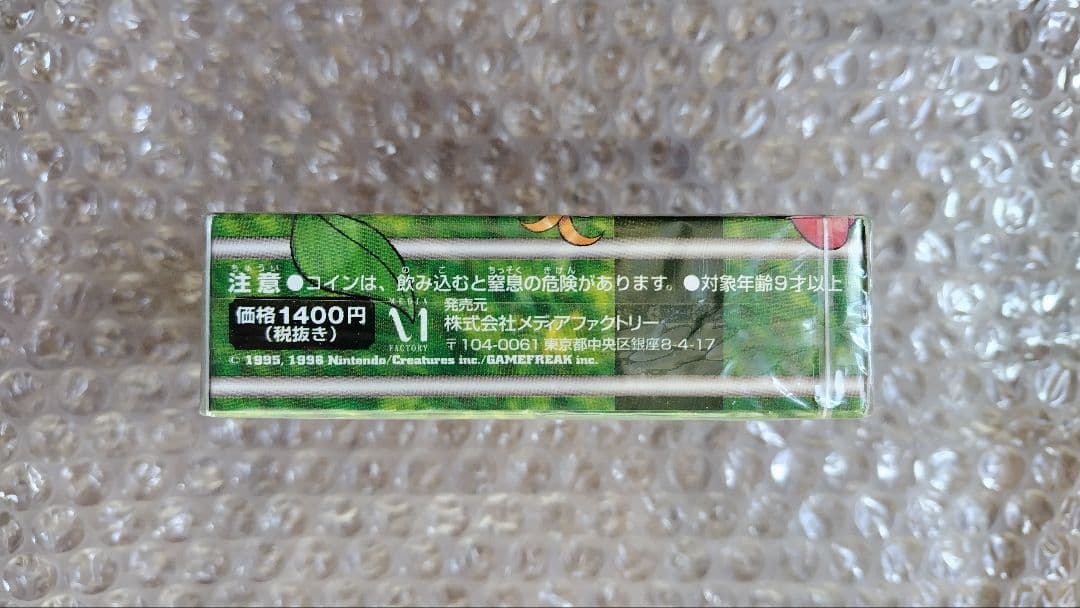 ちゅうい の こ ちっそく きけん
注意 ●コインは、飲み込むと窒息の危険があります。●対象年齢9才以上
価格1400円
(税抜き)
MEDIA
FACTORY
発売元
株式会社メディアファクトリー
〒104-0061 東京都中央区銀座8-4-17
© 1995, 1996 Nintendo/Creatures inc./GAMEFREAK inc.